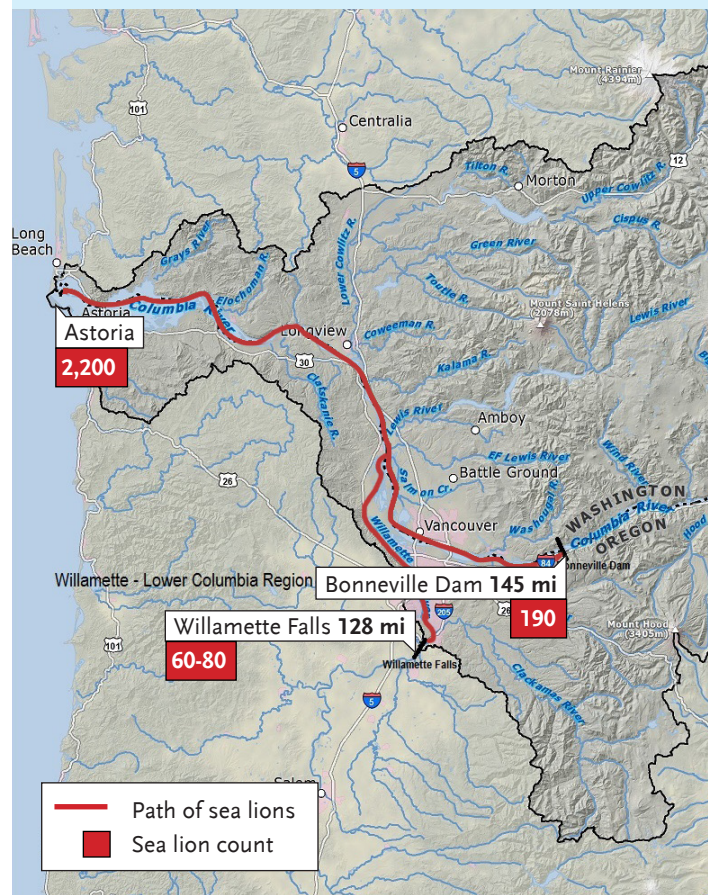 Mount Rainier
(4394m)
101
Centralia
5
12
Tilton R.
Morton
Upper Cowlitz R.
Cispus R.
Long
Beach
Grays River
Lower Cowlitz R.
Green River
Elochoman R.
Toutle R.
Mount Saint Helens
(2078m)
Lewis River
Astoria
Columbia River
Longview
Coweeman R.
Astoria
2,200
30
Kalama R.
Clatskanie R.
Lewis River
Amboy
EF Lewis River
Wind River
26
Salmon Cr.
Battle Ground
Washougal R.
WASHINGTON
OREGON
Columbia River
Hood
Willamette
Vancouver
84
Bonneville Dam
Willamette - Lower Columbia Region
Bonneville Dam 145 mi
190
26
205
Willamette Falls 128 mi
60-80
Mount Hood
(3405m)
101
Willamette Falls
Clackamas River
5
Salem
Path of sea lions
Sea lion count